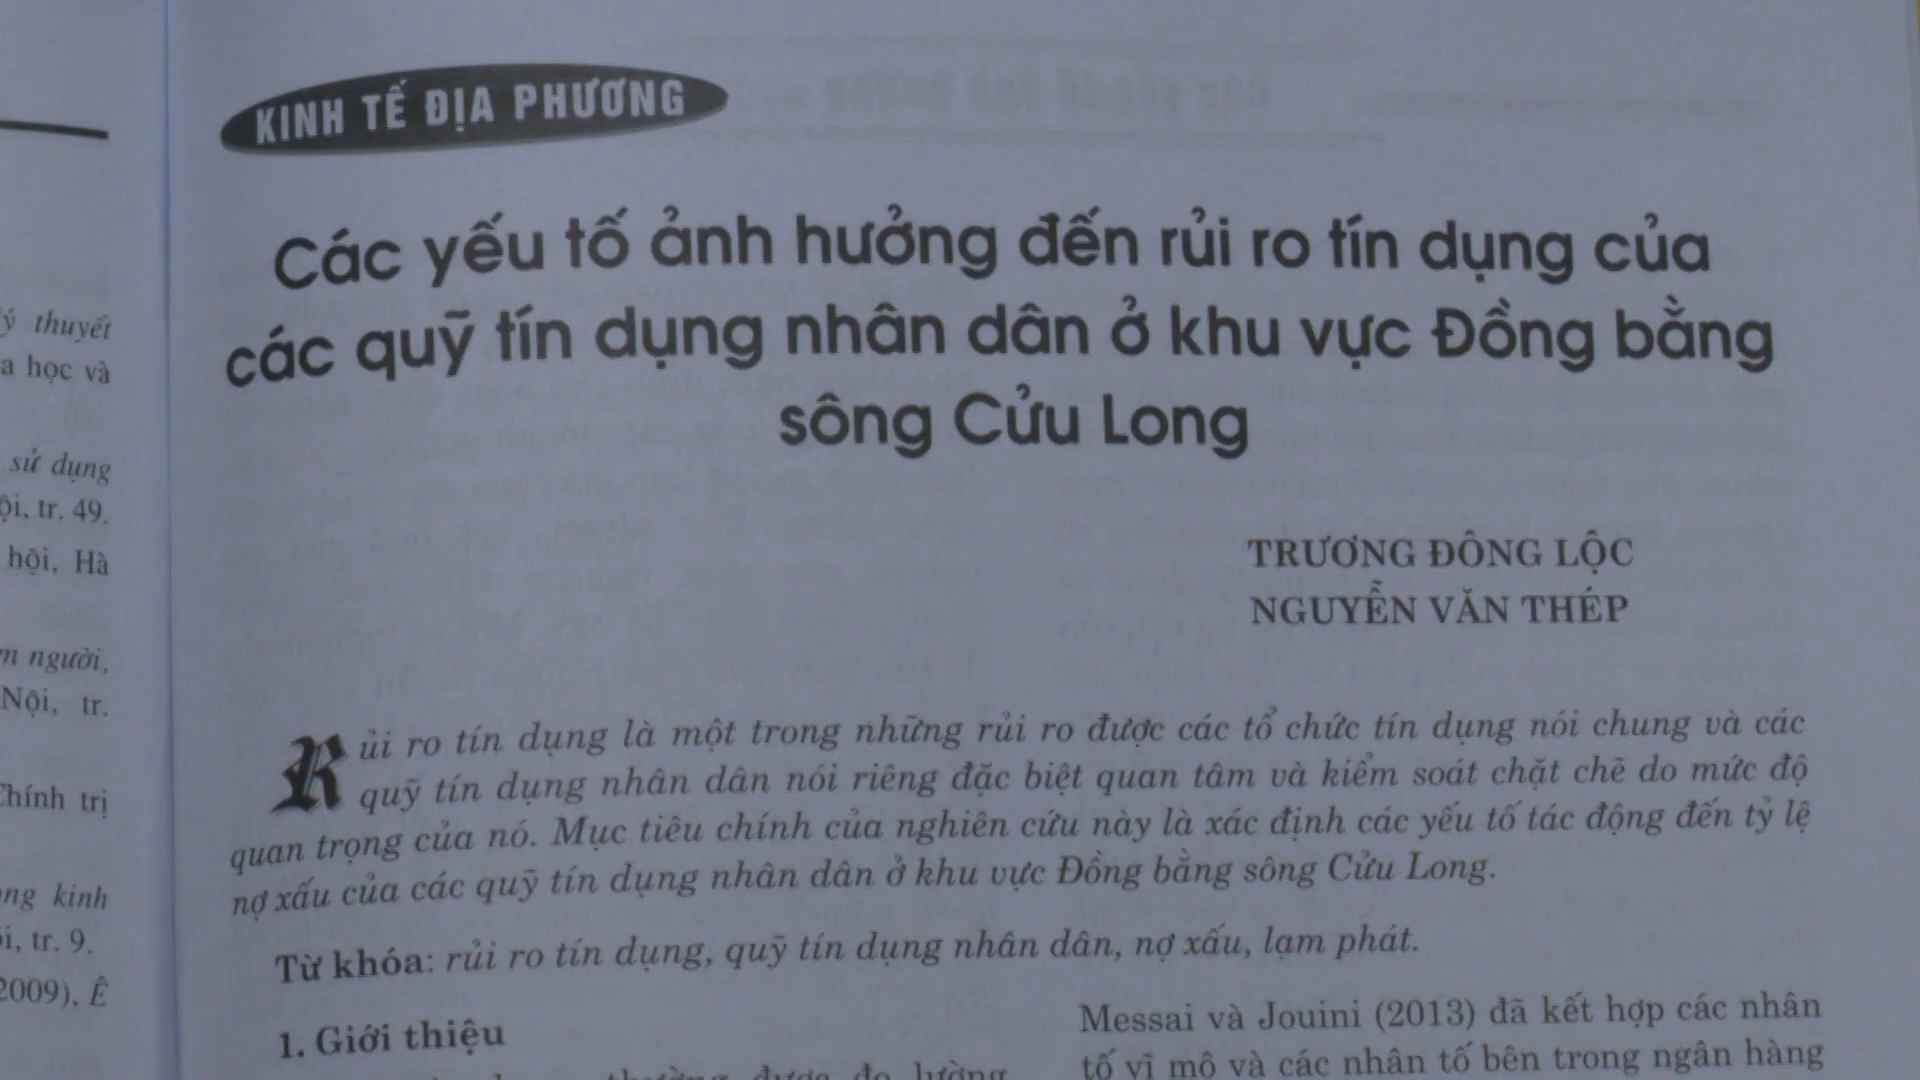 KINH TẾ ĐỊA PHƯƠNG
Các yếu tố ảnh hưởng đến rủi ro tín dụng của
các quỹ tín dụng nhân dân ở khu vực Đồng bằng
sông Cửu Long
TRƯƠNG ĐÔNG LỘC
NGUYỄN VĂN THÉP
Rủi ro tín dụng là một trong những rủi ro được các tổ chức tín dụng nói chung và các
quỹ tín dụng nhân dân nói riêng đặc biệt quan tâm và kiểm soát chặt chẽ do mức độ
quan trọng của nó. Mục tiêu chính của nghiên cứu này là xác định các yếu tố tác động đến tỷ lệ
nợ xấu của các quỹ tín dụng nhân dân ở khu vực Đồng bằng sông Cửu Long.
Từ khóa: rủi ro tín dụng, quỹ tín dụng nhân dân, nợ xấu, lạm phát.
1. Giới thiệu
thường được đo lường
Messai và Jouini (2013) đã kết hợp các nhân
tố vĩ mô và các nhân tố bên trong ngân hàng
ý thuyết
a học và
sử dụng
ội, tr. 49.
hội, Hà
m người,
Nội, tr.
Chính trị
ng kinh
i, tr. 9.
2009), Ê